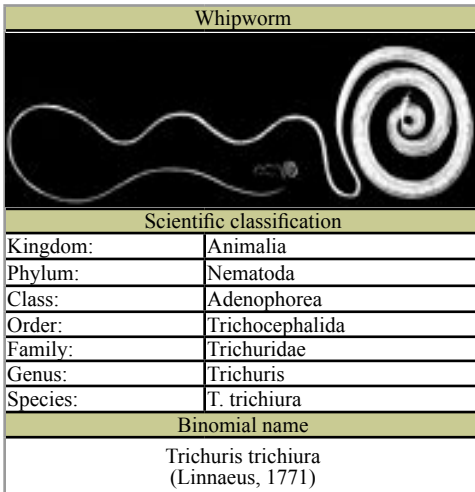 Whipworm
Scientific classification
Kingdom: Animalia
Phylum: Nematoda
Class: Adenophorea
Order: Trichocephalida
Family: Trichuridae
Genus: Trichuris
Species: T. trichiura
Binomial name
Trichuris trichiura
(Linnaeus, 1771)